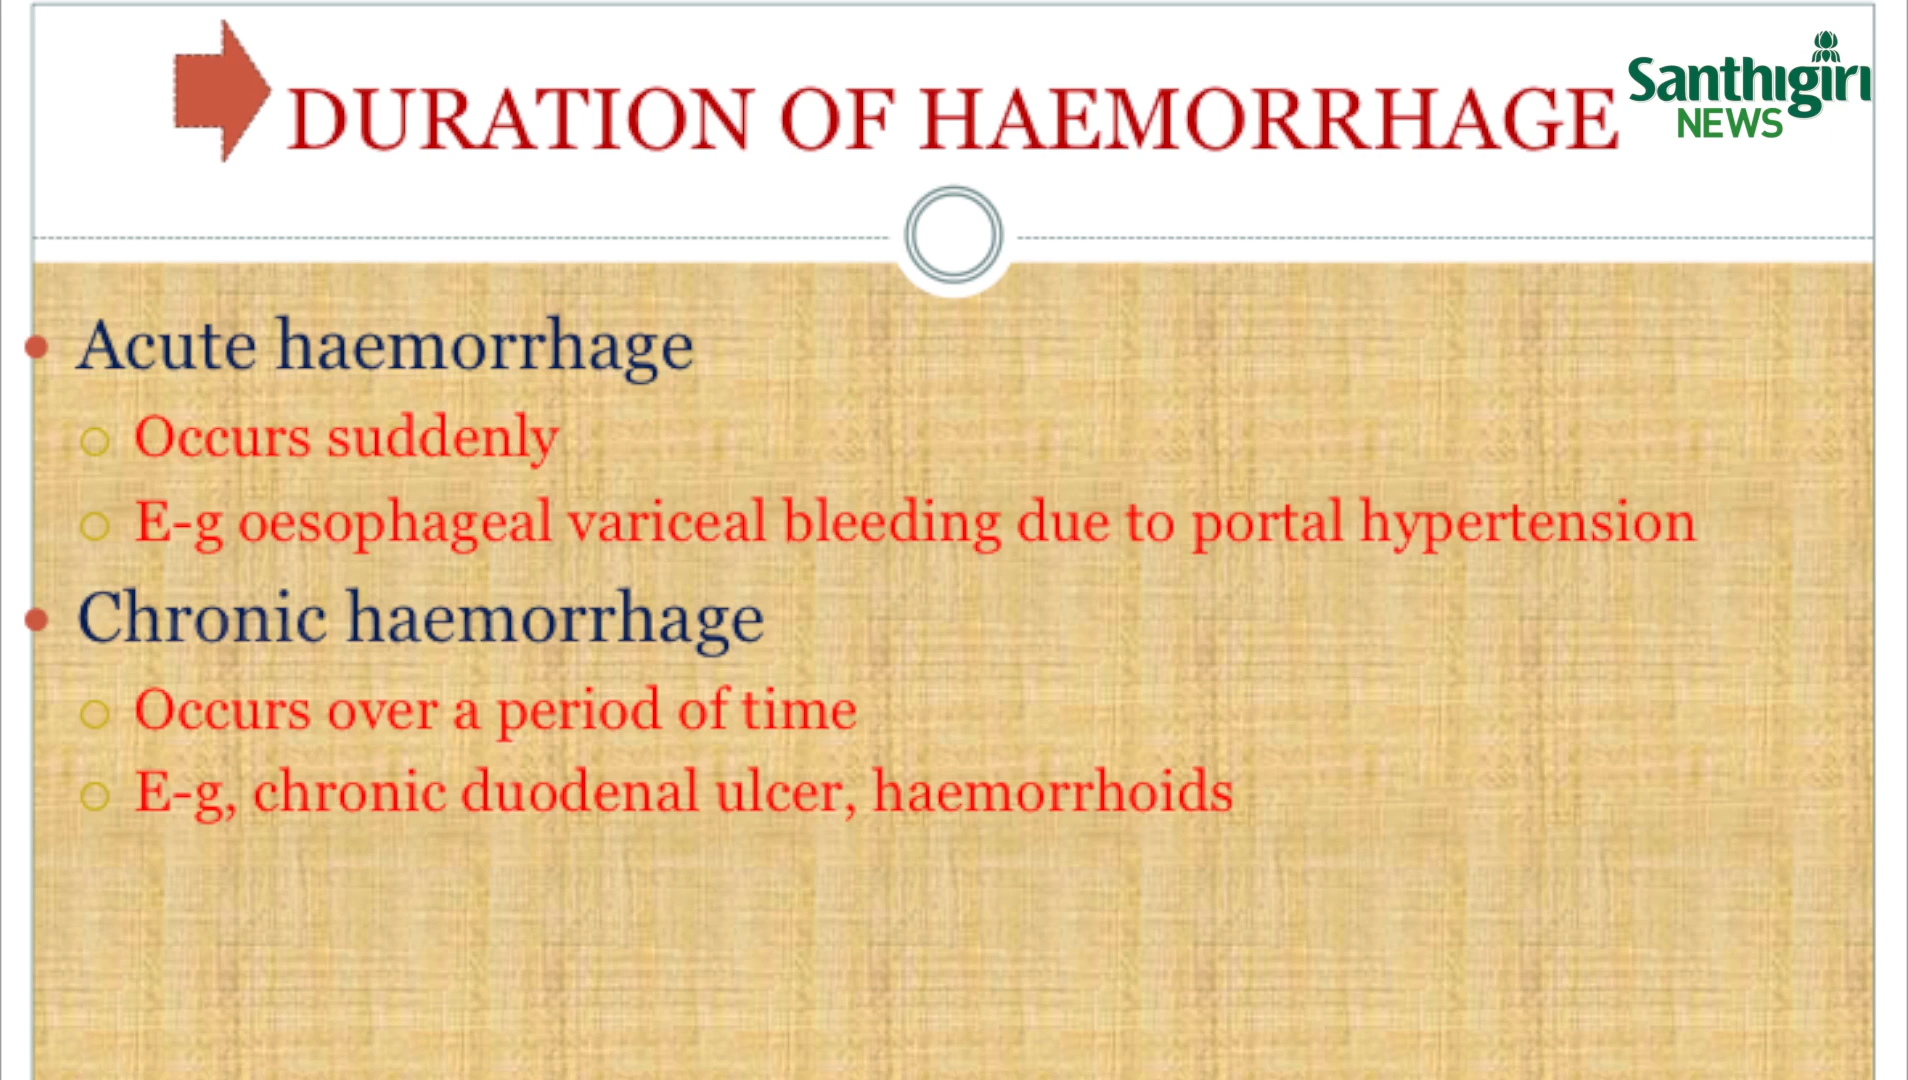 DURATION OF HAEMORRHAGE
Santhigiri
NEWS
Acute haemorrhage
Occurs suddenly
E-g oesophageal variceal bleeding due to portal hypertension
Chronic haemorrhage
Occurs over a period of time
E-g, chronic duodenal ulcer, haemorrhoids